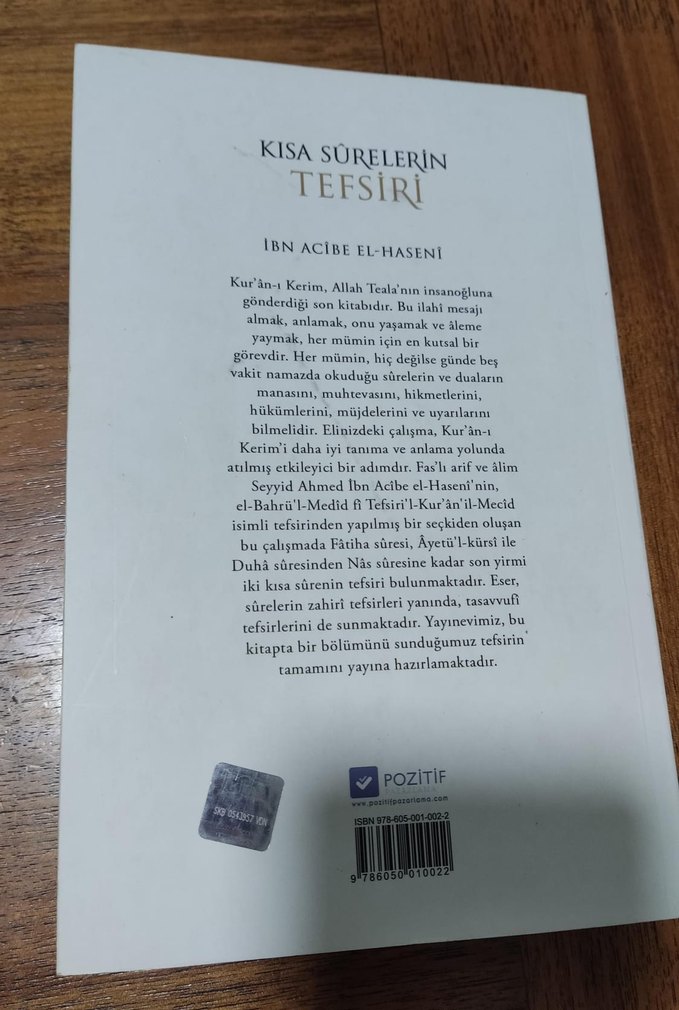 KISA SÛRELERİN
TEFSİRİ
İBN ACÎBE EL-HASENÎ
Kur'ân-ı Kerim, Allah Teala'nın insanoğluna
gönderdiği son kitabıdır. Bu ilahî mesajı
almak, anlamak, onu yaşamak ve âleme
yaymak, her mümin için en kutsal bir
görevdir. Her mümin, hiç değilse günde beş
vakit namazda okuduğu sûrelerin ve duaların
manasını, muhtevasını, hikmetlerini,
hükümlerini, müjdelerini ve uyarılarını
bilmelidir. Elinizdeki çalışma, Kur'ân-ı
Kerim'i daha iyi tanıma ve anlama yolunda
atılmış etkileyici bir adımdır. Fas'lı arif ve âlim
Seyyid Ahmed İbn Acîbe el-Hasenî'nin,
el-Bahrü'l-Medîd fî Tefsiri'l-Kur'ân'il-Mecîd
isimli tefsirinden yapılmış bir seçkiden oluşan
bu çalışmada Fâtiha sûresi, Âyetü'l-kürsî ile
Duhâ sûresinden Nâs sûresine kadar son yirmi
iki kısa sûrenin tefsiri bulunmaktadır. Eser,
sûrelerin zahirî tefsirleri yanında, tasavvufî
tefsirlerini de sunmaktadır. Yayınevimiz, bu
kitapta bir bölümünü sunduğumuz tefsirin
tamamını yayına hazırlamaktadır.
POZİTİF
PAZARLAMA
www.pozitifpazarlama.com
ISBN 978-605-001-002-2
9 786050 010022